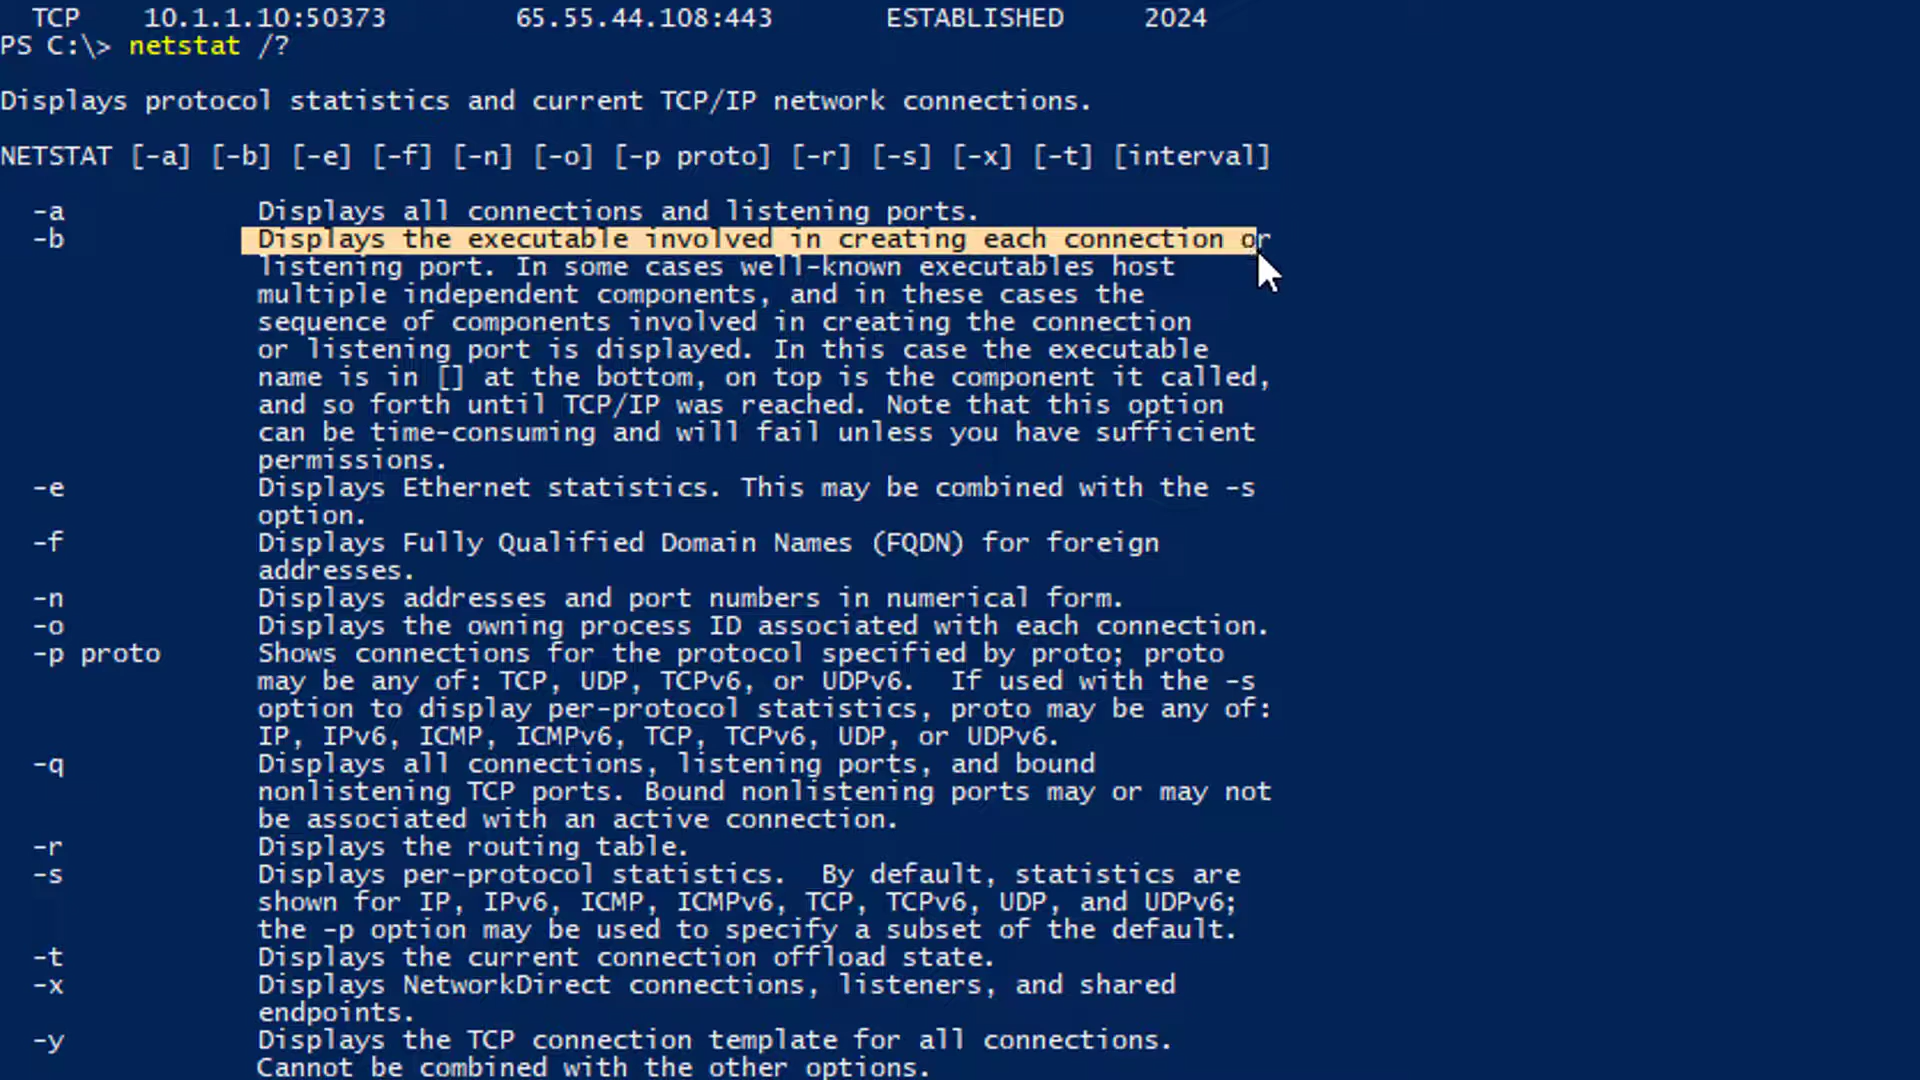 TCP 10.1.1.10:50373 65.55.44.108:443 ESTABLISHED 2024
PS C:\> netstat /?
Displays protocol statistics and current TCP/IP network connections.
NETSTAT [-a] [-b] [-e] [-f] [-n] [-o] [-p proto] [-r] [-s] [-x] [-t] [interval]
-a Displays all connections and listening ports.
-b Displays the executable involved in creating each connection or
listening port. In some cases well-known executables host
multiple independent components, and in these cases the
sequence of components involved in creating the connection
or listening port is displayed. In this case the executable
name is in [] at the bottom, on top is the component it called,
and so forth until TCP/IP was reached. Note that this option
can be time-consuming and will fail unless you have sufficient
permissions.
-e Displays Ethernet statistics. This may be combined with the -s
option.
-f Displays Fully Qualified Domain Names (FQDN) for foreign
addresses.
-n Displays addresses and port numbers in numerical form.
-o Displays the owning process ID associated with each connection.
-p proto Shows connections for the protocol specified by proto; proto
may be any of: TCP, UDP, TCPv6, or UDPv6.  If used with the -s
option to display per-protocol statistics, proto may be any of:
IP, IPv6, ICMP, ICMPv6, TCP, TCPv6, UDP, or UDPv6.
-q Displays all connections, listening ports, and bound
nonlistening TCP ports. Bound nonlistening ports may or may not
be associated with an active connection.
-r Displays the routing table.
-s Displays per-protocol statistics.  By default, statistics are
shown for IP, IPv6, ICMP, ICMPv6, TCP, TCPv6, UDP, and UDPv6;
the -p option may be used to specify a subset of the default.
-t Displays the current connection offload state.
-x Displays NetworkDirect connections, listeners, and shared
endpoints.
-y Displays the TCP connection template for all connections.
Cannot be combined with the other options.